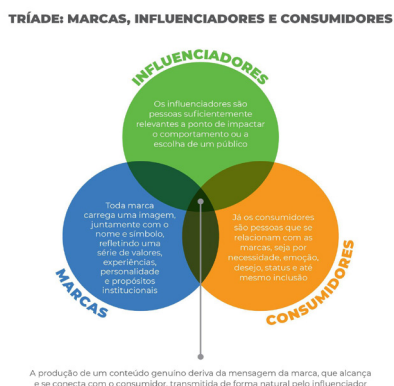 TRÍADE: MARCAS, INFLUENCIADORES E CONSUMIDORES
INFLUENCIADORES
Os influenciadores são
pessoas suficientemente
relevantes a ponto de impactar
o comportamento ou a
escolha de um público
Toda marca
carrega uma imagem,
juntamente com o
nome e símbolo,
refletindo uma
série de valores,
experiências,
personalidade
e propósitos
institucionais
MARCAS
Já os consumidores
são pessoas que se
relacionam com as
marcas, seja por
necessidade, emoção,
desejo, status e até
mesmo inclusão
CONSUMIDORES
A produção de um conteúdo genuíno deriva da mensagem da marca, que alcança
e se conecta com o consumidor, transmitida de forma natural pelo influenciador